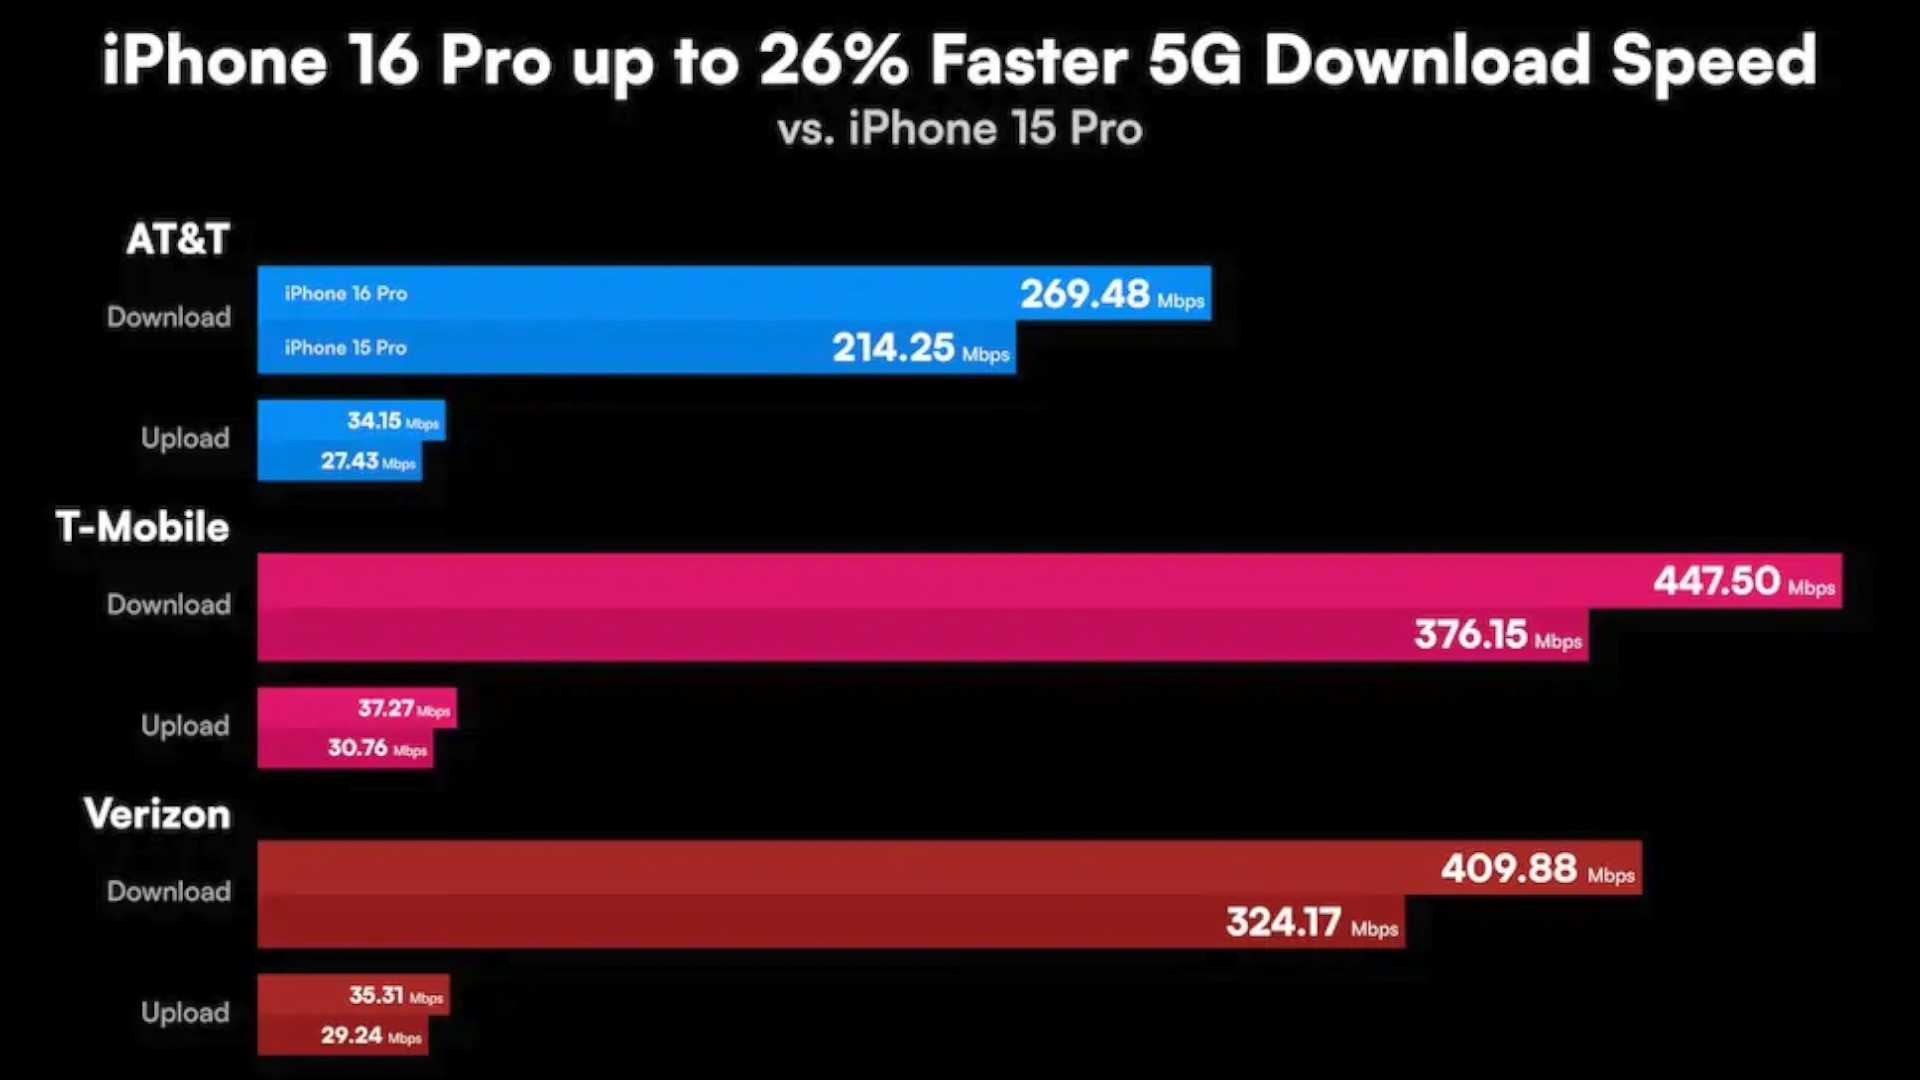 iPhone 16 Pro up to 26% Faster 5G Download Speed
vs. iPhone 15 Pro
AT&T
Download
iPhone 16 Pro
269.48 Mbps
iPhone 15 Pro
214.25 Mbps
Upload
34.15 Mbps
27.43 Mbps
T-Mobile
Download
447.50 Mbps
376.15 Mbps
Upload
37.27 Mbps
30.76 Mbps
Verizon
Download
409.88 Mbps
324.17 Mbps
Upload
35.31 Mbps
29.24 Mbps